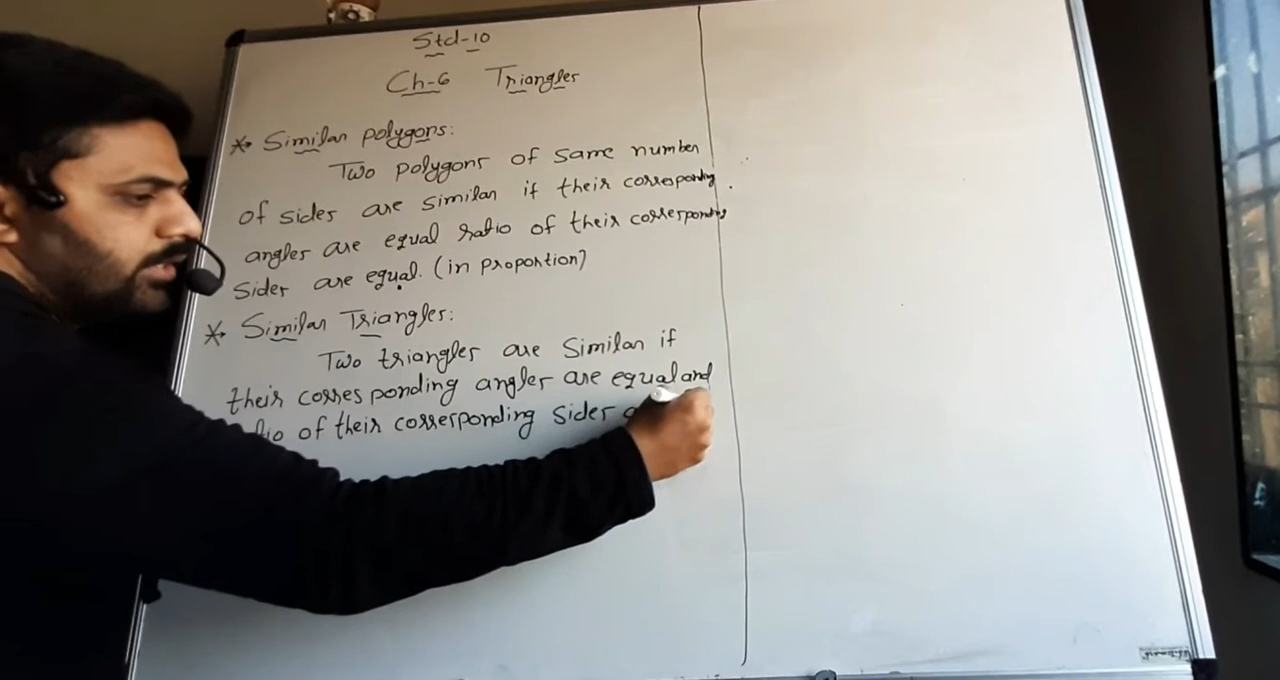 Std-10
Ch-6 Triangles
* Similar polygons:
Two polygons of same number
of sides are similar if their corresponding
angles are equal ratio of their corresponding
sides are equal. (in proportion)
* Similar Triangles:
Two triangles are Similar if
their corresponding angles are equal and
of their corresponding sides